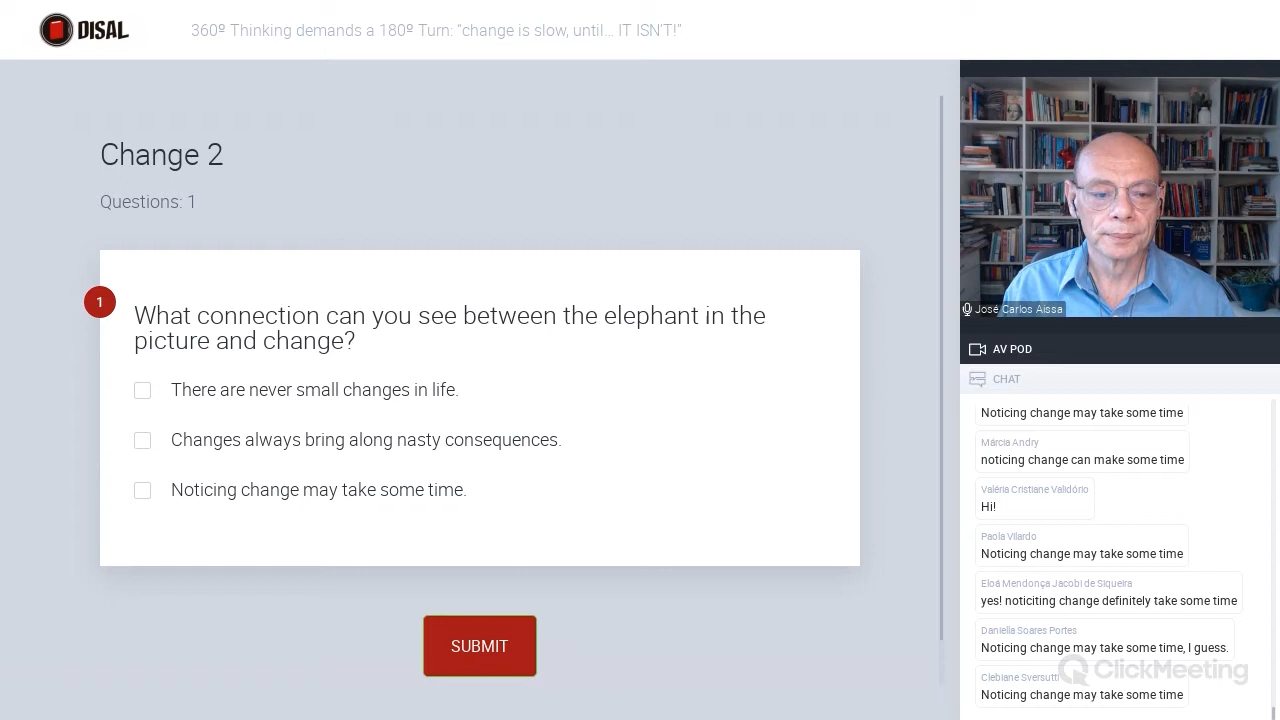 DISAL
360º Thinking demands a 180º Turn: “change is slow, until... IT ISN’T!”
Change 2
Questions: 1
1
What connection can you see between the elephant in the
picture and change?
There are never small changes in life.
Changes always bring along nasty consequences.
Noticing change may take some time.
SUBMIT
José Carlos Aissa
AV POD
CHAT
Noticing change may take some time
Márcia Andry
noticing change can make some time
Valéria Cristiane Validório
Hi!
Paola Vilardo
Noticing change may take some time
Eloá Mendonça Jacobi de Siqueira
yes! noticiting change definitely take some time
Daniella Soares Portes
Noticing change may take some time, I guess.
Clebiane Sversutti
Noticing change may take some time
ClickMeeting